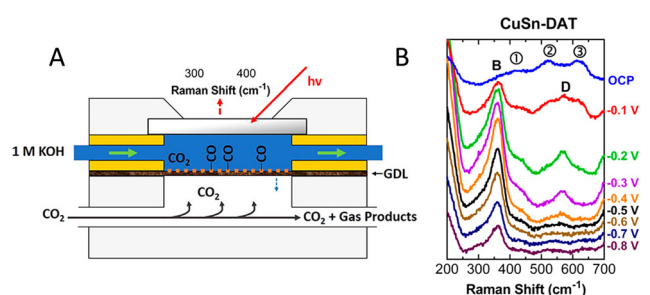 A
300 400
Raman Shift (cm⁻¹)
hν
1 M KOH
CO₂
CO
CO
CO
←GDL
CO₂
CO₂
CO₂ + Gas Products
B
CuSn-DAT
B
①
②
③
D
OCP
-0.1 V
-0.2 V
-0.3 V
-0.4 V
-0.5 V
-0.6 V
-0.7 V
-0.8 V
200 300 400 500 600 700
Raman Shift (cm⁻¹)
Intensity (a.u.)